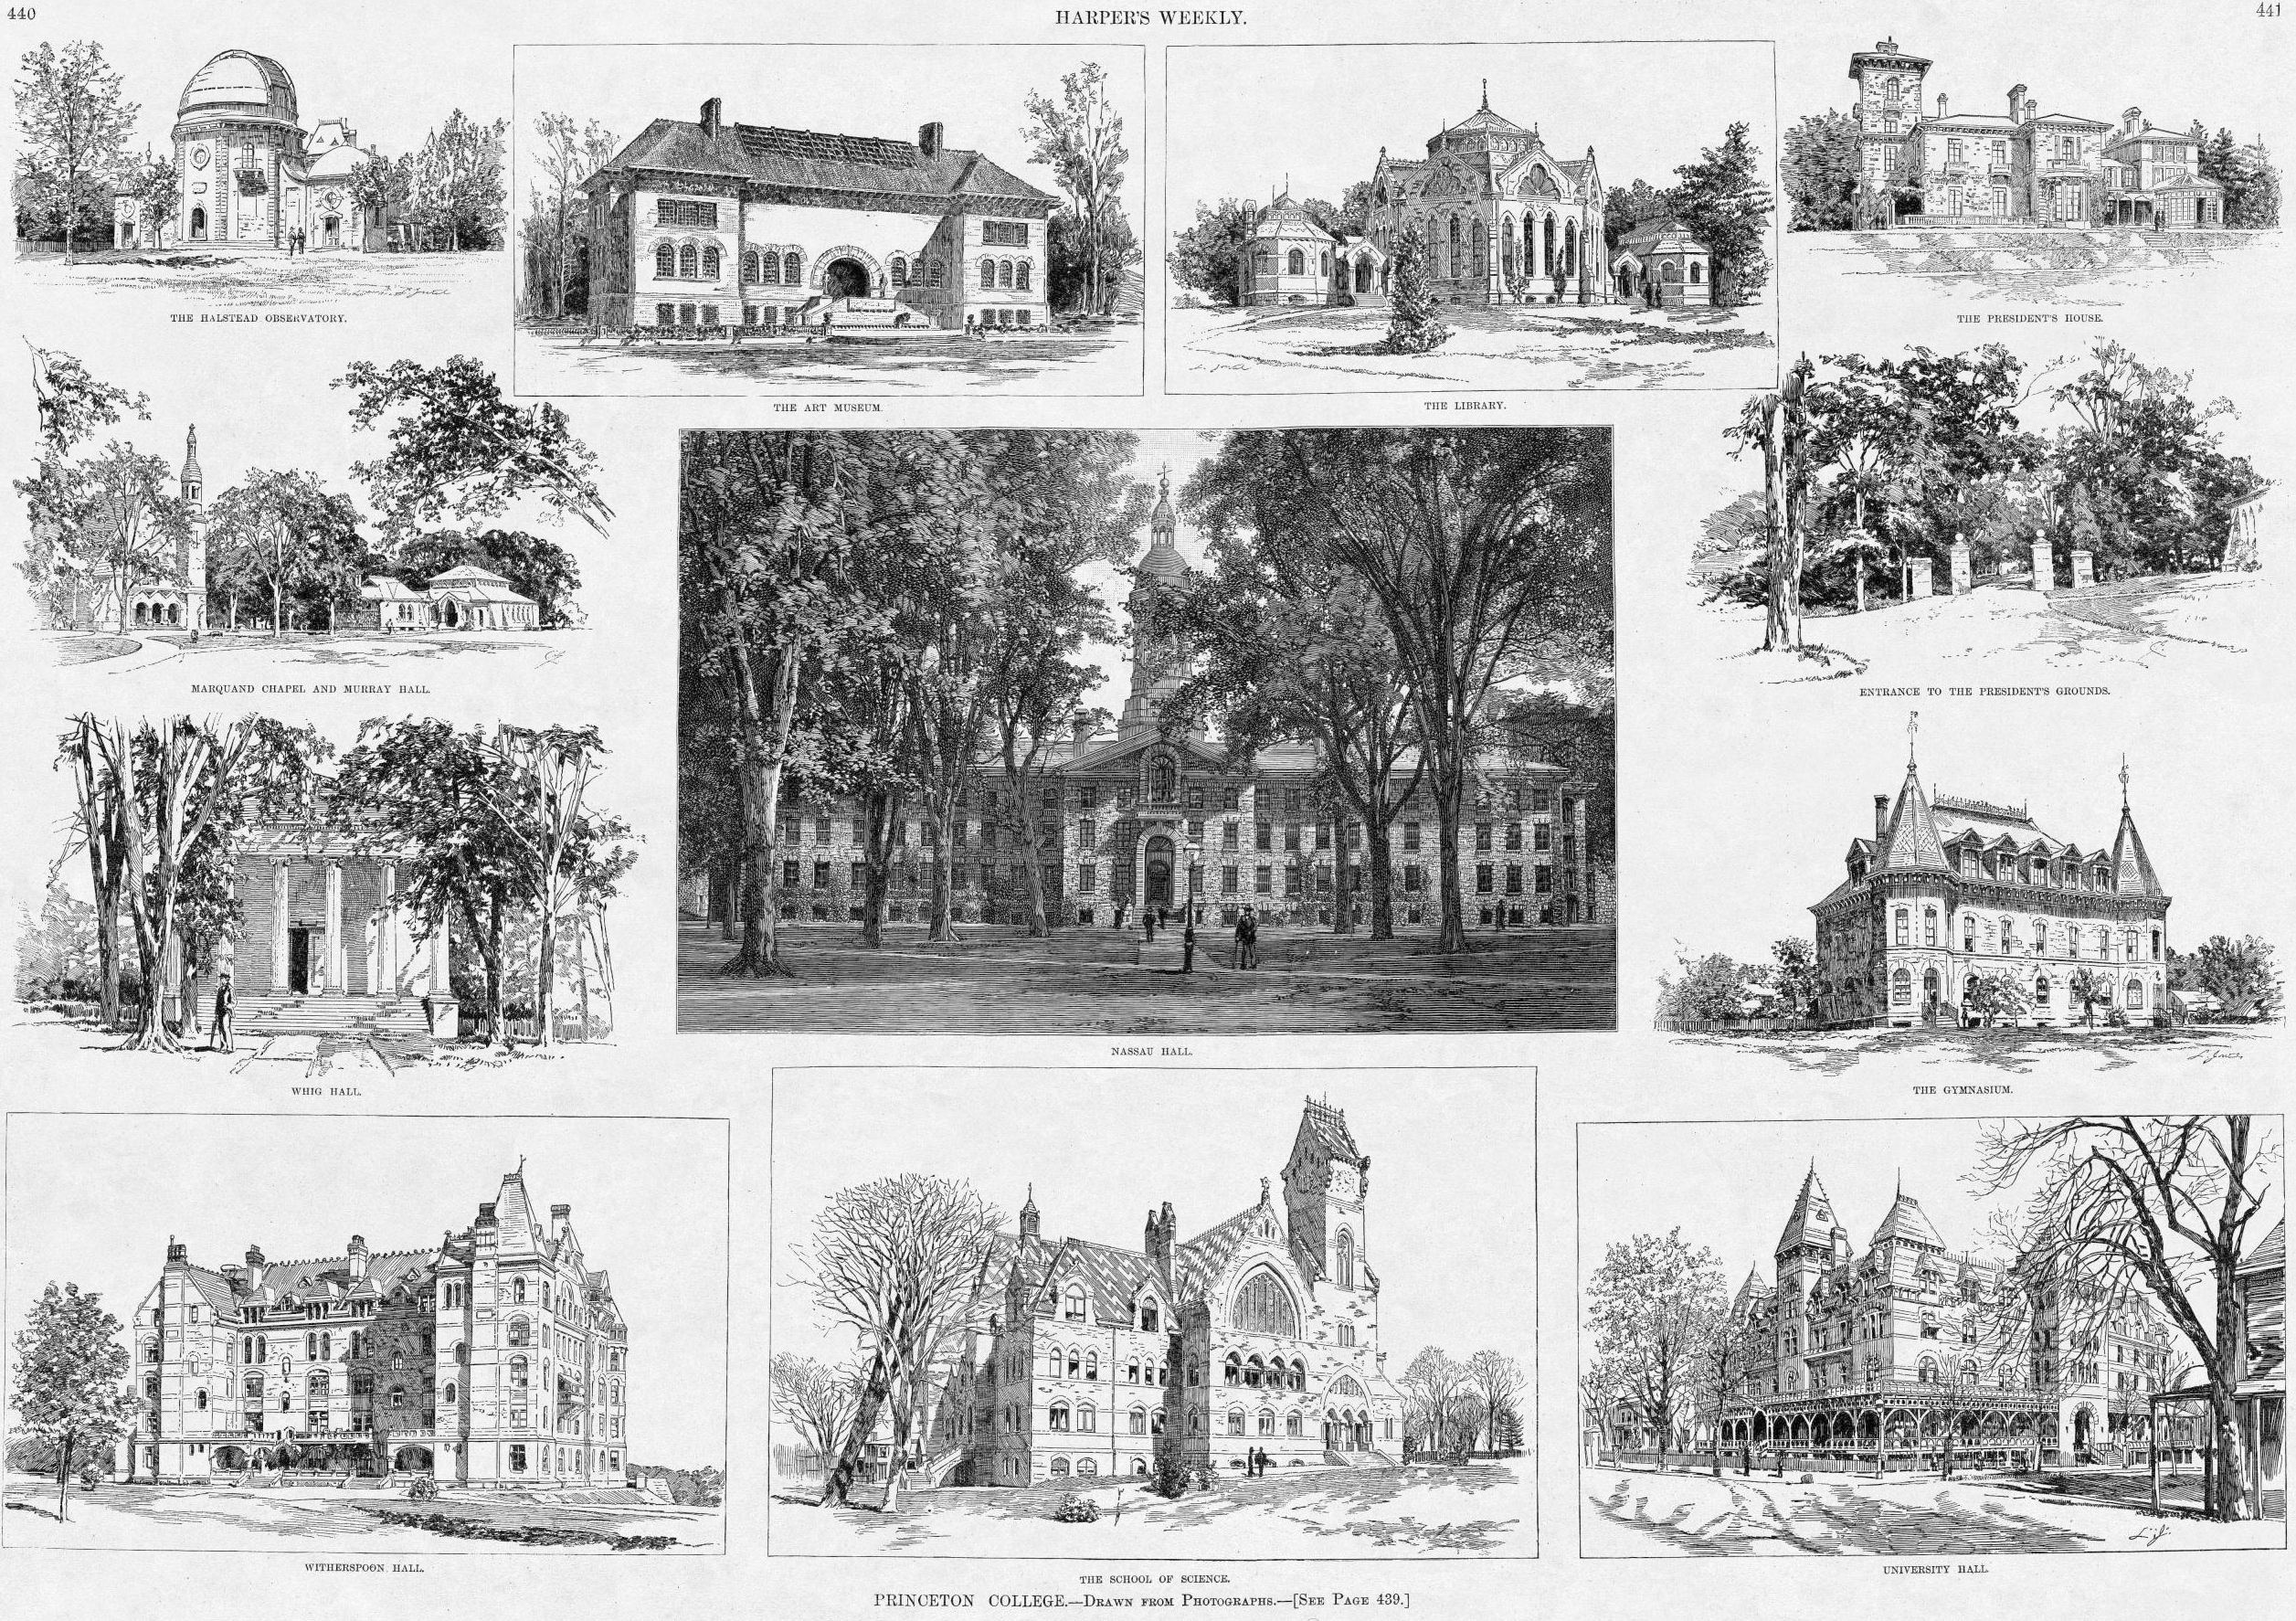 440
HARPER'S WEEKLY.
441
THE HALSTEAD OBSERVATORY.
THE ART MUSEUM.
THE LIBRARY.
THE PRESIDENT'S HOUSE.
MARQUAND CHAPEL AND MURRAY HALL.
ENTRANCE TO THE PRESIDENT'S GROUNDS.
NASSAU HALL.
WHIG HALL.
THE GYMNASIUM.
WITHERSPOON HALL.
THE SCHOOL OF SCIENCE.
UNIVERSITY HALL.
PRINCETON COLLEGE.—Drawn from Photographs.—[See Page 439.]